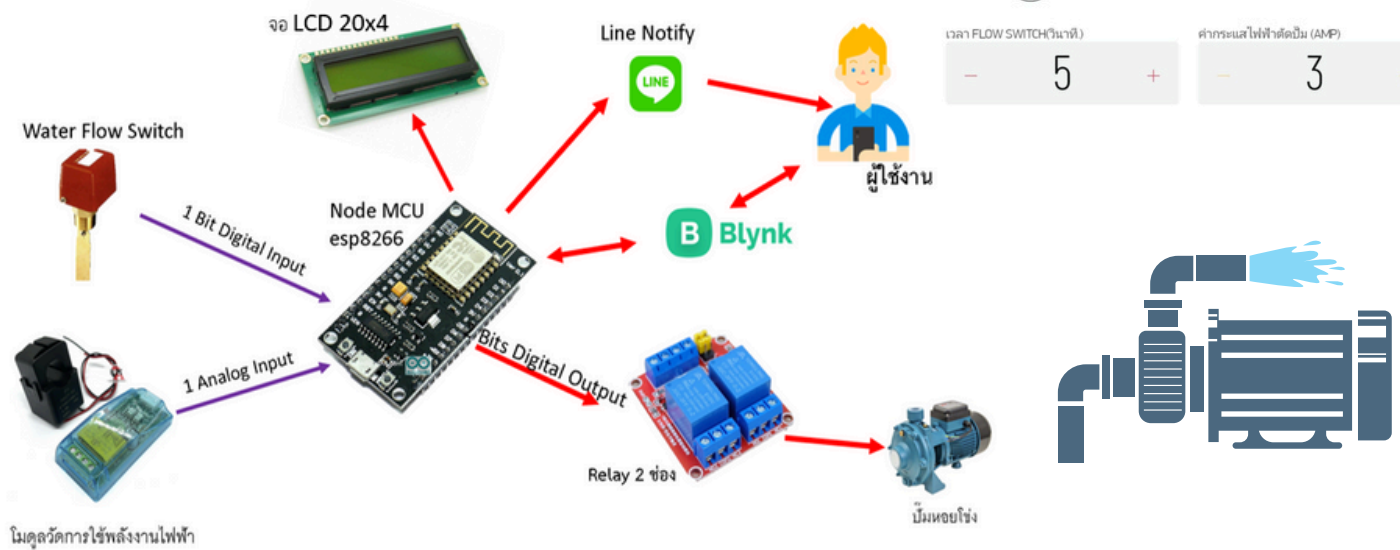 จอ LCD 20x4
Line Notify
LINE
เวลา FLOW SWITCH(วินาที.)
ค่ากระแสไฟฟ้าตัดปั๊ม (AMP)
− 5 +
− 3
Water Flow Switch
ผู้ใช้งาน
Node MCU
esp8266
B Blynk
1 Bit Digital Input
1 Analog Input
Bits Digital Output
Relay 2 ช่อง
ปั๊มหอยโข่ง
โมดูลวัดการใช้พลังงานไฟฟ้า